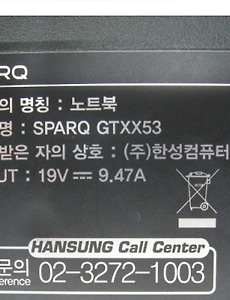 RQ
의 명칭 : 노트북
명 : SPARQ GTXX53
받은 자의 상호 : (주)한성컴퓨터
UT : 19V ⎓ 9.47A
HANSUNG Call Center
문의 02-3272-1003
erence